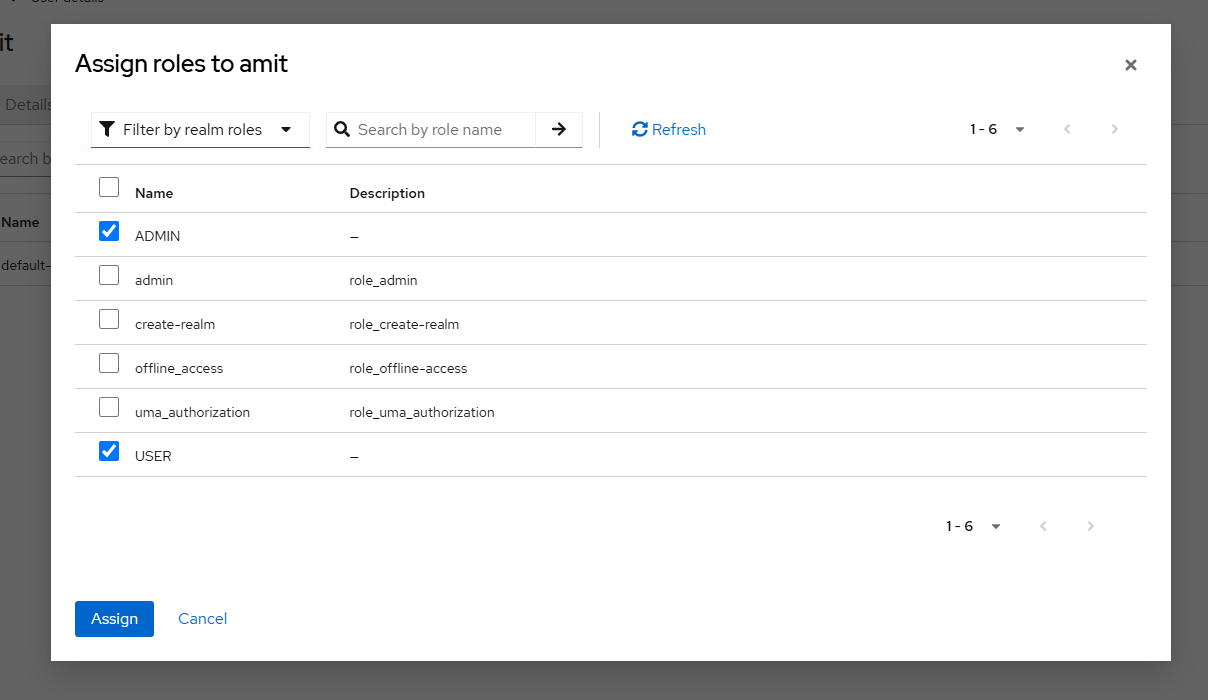 User details
it
Details
earch b
Name
default-
Assign roles to amit
Filter by realm roles
Search by role name
Refresh
1 - 6
Name Description
ADMIN –
admin role_admin
create-realm role_create-realm
offline_access role_offline-access
uma_authorization role_uma_authorization
USER –
1 - 6
Assign Cancel